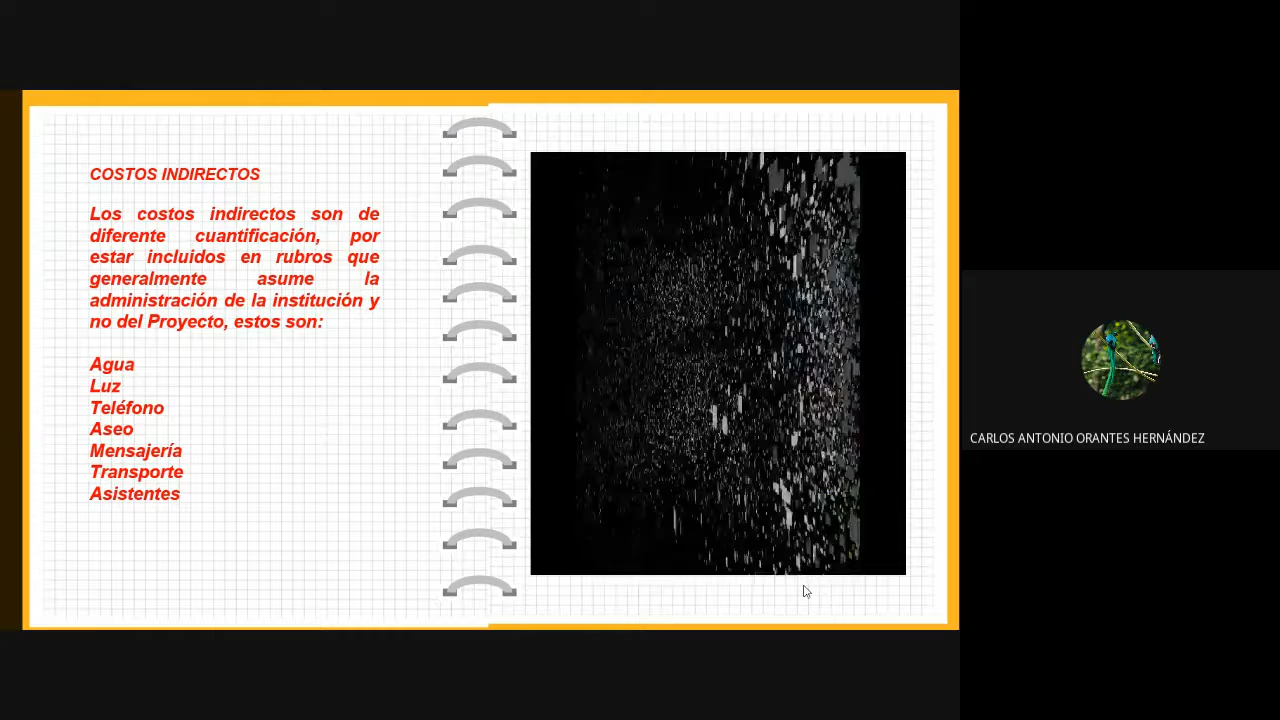 COSTOS INDIRECTOS
Los costos indirectos son de
diferente cuantificación, por
estar incluidos en rubros que
generalmente asume la
administración de la institución y
no del Proyecto, estos son:
Agua
Luz
Teléfono
Aseo
Mensajería
Transporte
Asistentes
CARLOS ANTONIO ORANTES HERNÁNDEZ